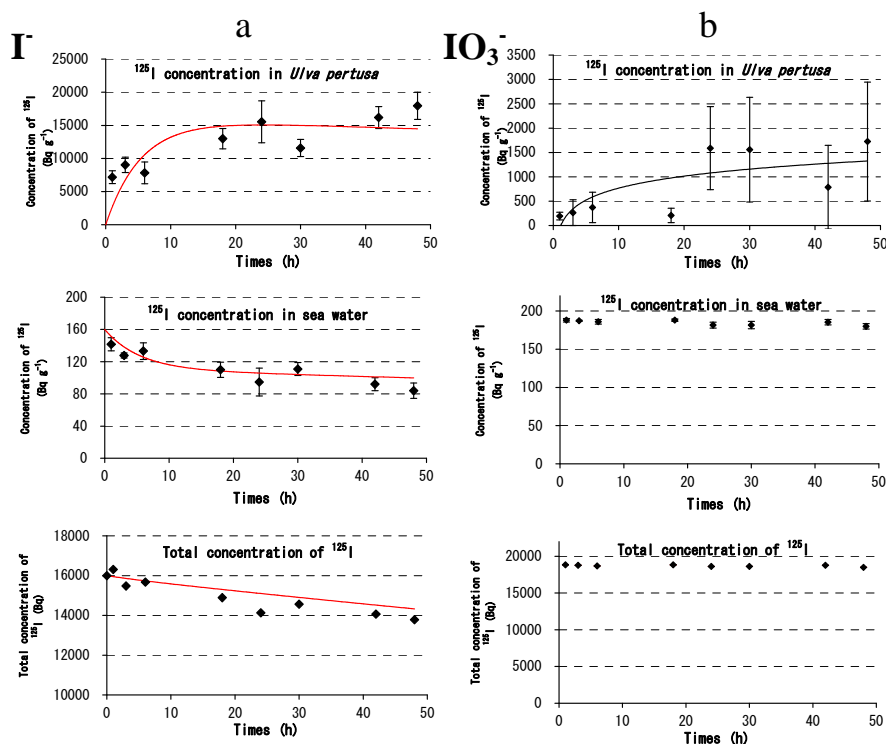 a
b
I⁻
IO₃⁻
¹²⁵I concentration in Ulva pertusa
Concentration of ¹²⁵I
(Bq g⁻¹)
25000
20000
15000
10000
5000
0
0 10 20 30 40 50
Times (h)
¹²⁵I concentration in Ulva pertusa
Concentration of ¹²⁵I
(Bq g⁻¹)
3500
3000
2500
2000
1500
1000
500
0
0 10 20 30 40 50
Times (h)
¹²⁵I concentration in sea water
Concentration of ¹²⁵I
(Bq g⁻¹)
200
160
120
80
40
0
0 10 20 30 40 50
Times (h)
¹²⁵I concentration in sea water
Concentration of ¹²⁵I
(Bq g⁻¹)
200
150
100
50
0
0 10 20 30 40 50
Times (h)
Total concentration of ¹²⁵I
Total concentration of
¹²⁵I (Bq)
18000
16000
14000
12000
10000
0 10 20 30 40 50
Times (h)
Total concentration of ¹²⁵I
Total concentration of
¹²⁵I (Bq)
20000
15000
10000
5000
0
0 10 20 30 40 50
Times (h)